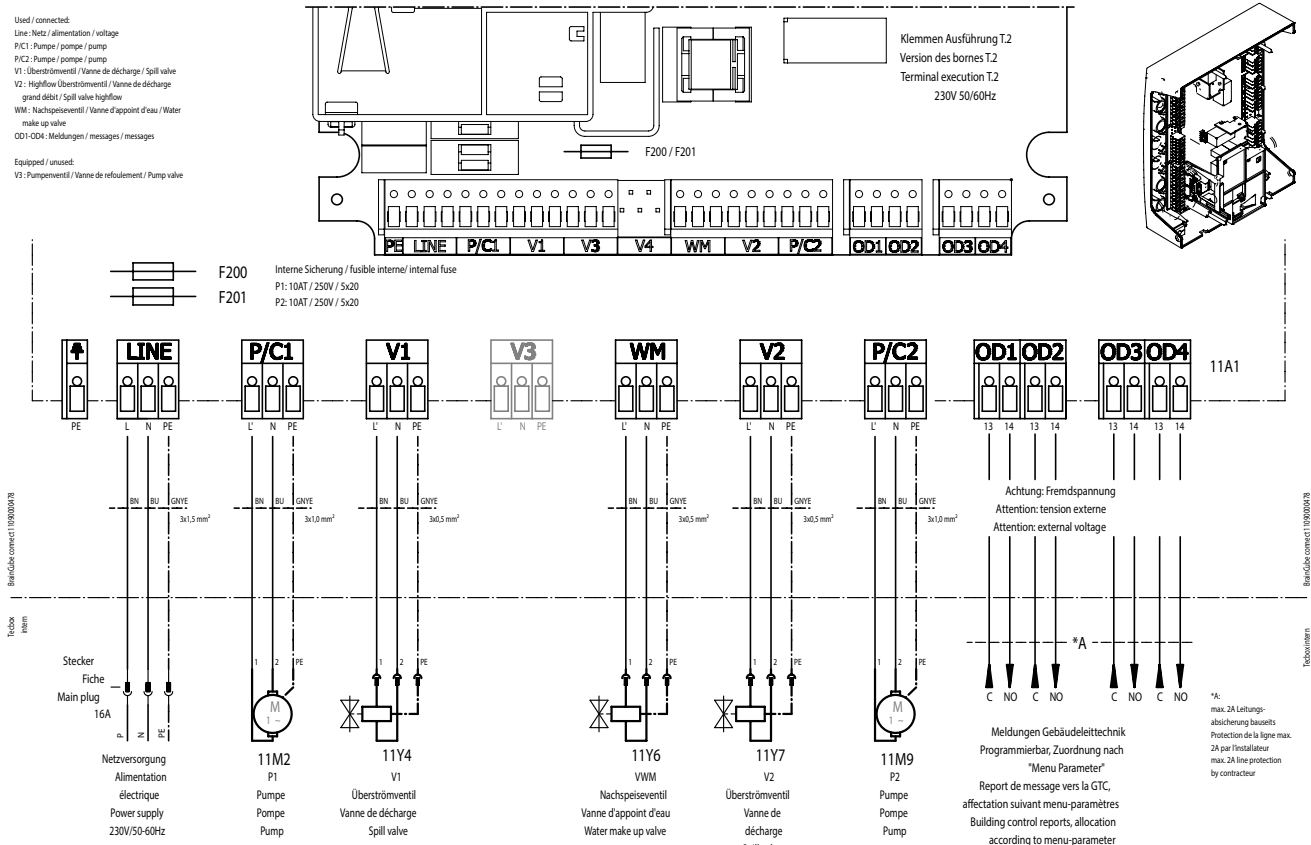 Used / connected:
Line : Netz / alimentation / voltage
P/C1 : Pumpe / pompe / pump
P/C2 : Pumpe / pompe / pump
V1 : Überströmventil / Vanne de décharge / Spill valve
V2 : Highflow Überströmventil / Vanne de décharge
grand débit / Spill valve highflow
WM : Nachspeiseventil / Vanne d'appoint d'eau / Water
make up valve
OD1-OD4 : Meldungen / messages / messages
Equipped / unused:
V3 : Pumpenventil / Vanne de refoulement / Pump valve
Klemmen Ausführung T.2
Version des bornes T.2
Terminal execution T.2
230V 50/60Hz
F200 / F201
PE LINE P/C1 V1 V3 V4 WM V2 P/C2 OD1 OD2 OD3 OD4
F200
F201
Interne Sicherung / fusible interne/ internal fuse
P1: 10AT / 250V / 5x20
P2: 10AT / 250V / 5x20
LINE P/C1 V1 V3 WM V2 P/C2 OD1 OD2 OD3 OD4
11A1
PE L N PE L' N PE L' N PE L' N PE L' N PE L' N PE L' N PE 13 14 13 14 13 14 13 14
BN BU GNYE
3x1,5 mm²
BN BU GNYE
3x1,0 mm²
BN BU GNYE
3x0,5 mm²
BN BU GNYE
3x0,5 mm²
BN BU GNYE
3x0,5 mm²
BN BU GNYE
3x1,0 mm²
Achtung: Fremdspannung
Attention: tension externe
Attention: external voltage
BrainCube connect 1 1090000478
BrainCube connect 1 1090000478
Tecbox
intern
Tecbox intern
Stecker
Fiche
Main plug
16A
P N PE
Netzversorgung
Alimentation
électrique
Power supply
230V/50-60Hz
1 2 PE
M
1 ~
11M2
P1
Pumpe
Pompe
Pump
1 2 PE
11Y4
V1
Überströmventil
Vanne de décharge
Spill valve
1 2 PE
11Y6
VWM
Nachspeiseventil
Vanne d'appoint d'eau
Water make up valve
1 2 PE
11Y7
V2
Überströmventil
Vanne de
décharge
1 2 PE
M
1 ~
11M9
P2
Pumpe
Pompe
Pump
*A
C NO C NO C NO C NO
Meldungen Gebäudeleittechnik
Programmierbar, Zuordnung nach
"Menu Parameter"
Report de message vers la GTC,
affectation suivant menu-paramètres
Building control reports, allocation
according to menu-parameter
*A:
max. 2A Leitungs-
absicherung bauseits
Protection de la ligne max.
2A par l'installateur
max. 2A line protection
by contracteur